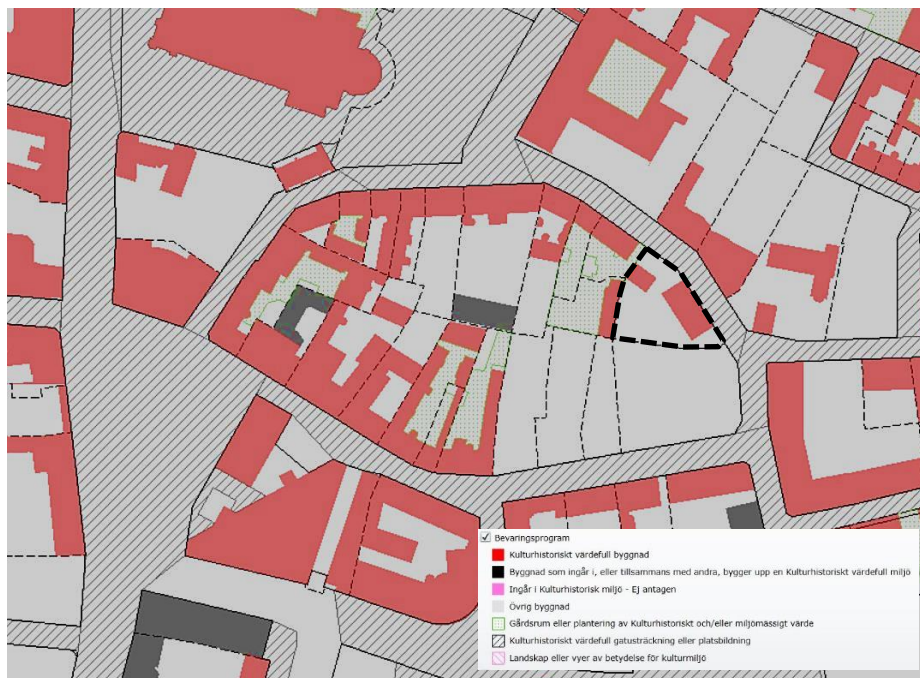 Bevaringsprogram
Kulturhistoriskt värdefull byggnad
Byggnad som ingår i, eller tillsammans med andra, bygger upp en Kulturhistoriskt värdefull miljö
Ingår i Kulturhistorisk miljö - Ej antagen
Övrig byggnad
Gårdsrum eller plantering av Kulturhistoriskt och/eller miljömässigt värde
Kulturhistoriskt värdefull gatusträckning eller platsbildning
Landskap eller vyer av betydelse för kulturmiljö